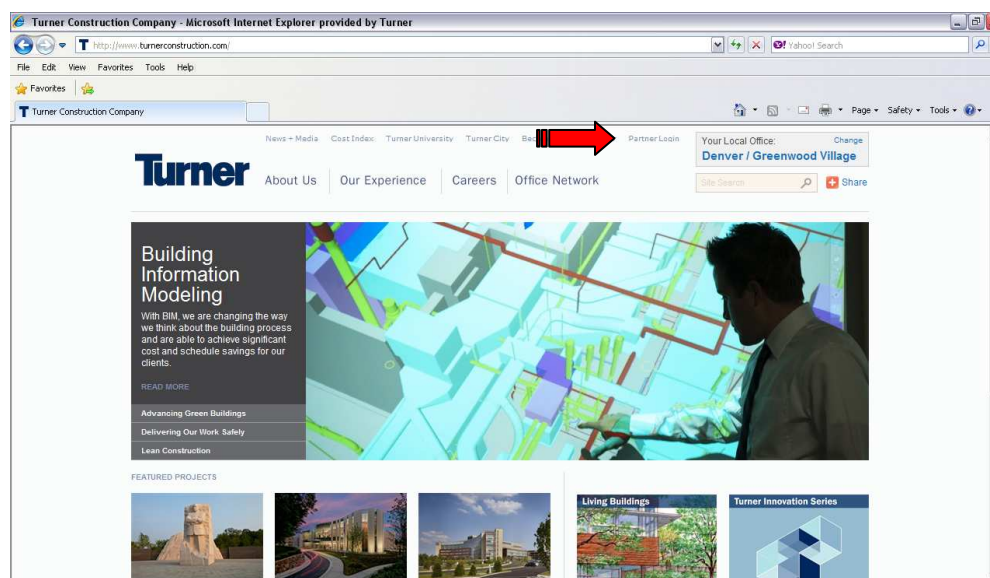 Turner Construction Company - Microsoft Internet Explorer provided by Turner
http://www.turnerconstruction.com/
Yahoo! Search
File Edit View Favorites Tools Help
Favorites
Turner Construction Company
Page Safety Tools
News + Media Cost Index Turner University Turner City Partner Login
Your Local Office: Change
Denver / Greenwood Village
Turner
About Us Our Experience Careers Office Network
Site Search Share
Building
Information
Modeling
With BIM, we are changing the way
we think about the building process
and are able to achieve significant
cost and schedule savings for our
clients.
READ MORE
Advancing Green Buildings
Delivering Our Work Safely
Lean Construction
FEATURED PROJECTS
Living Buildings
Turner Innovation Series